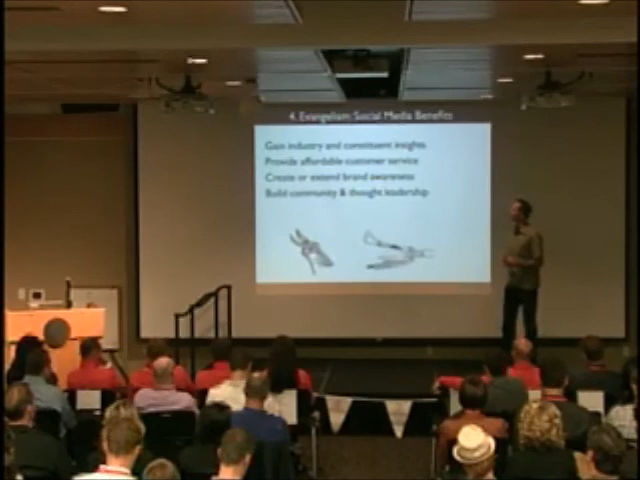 4. Evangelism: Social Media Benefits
Gain industry and constituent insights
Provide affordable customer service
Create or extend brand awareness
Build community & thought leadership